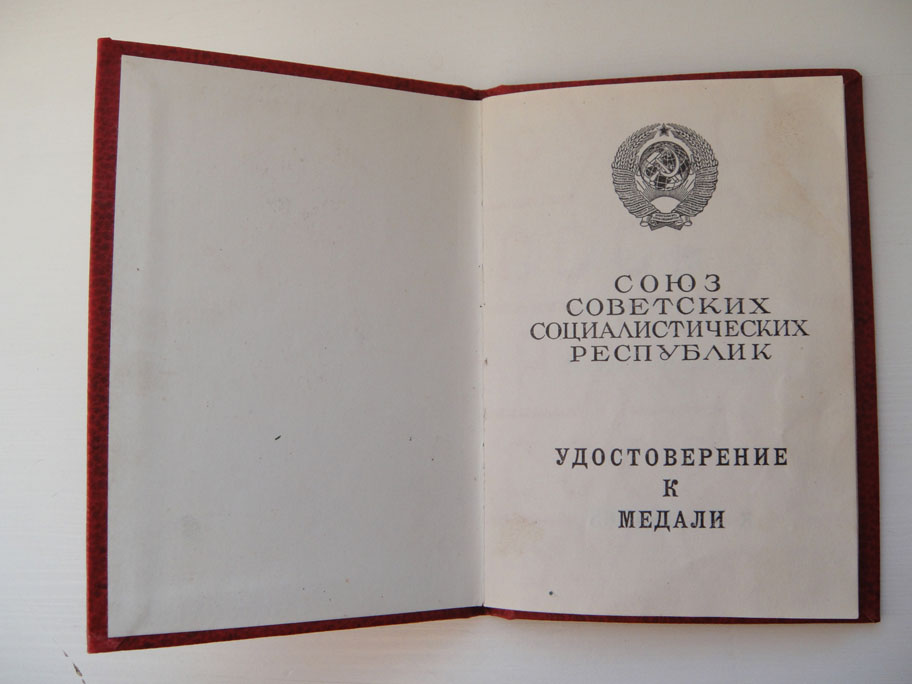 СОЮЗ
СОВЕТСКИХ
СОЦИАЛИСТИЧЕСКИХ
РЕСПУБЛИК
УДОСТОВЕРЕНИЕ
К
МЕДАЛИ